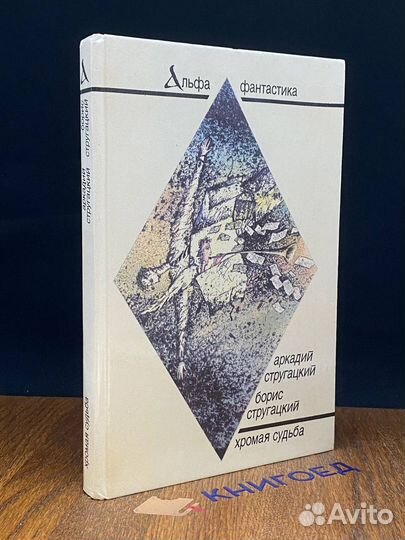 Альфа фантастика
аркадий
стругацкий
борис
стругацкий
хромая судьба
аркадий
стругацкий
борис
стругацкий
хромая судьба
КНИГОЕД
Avito